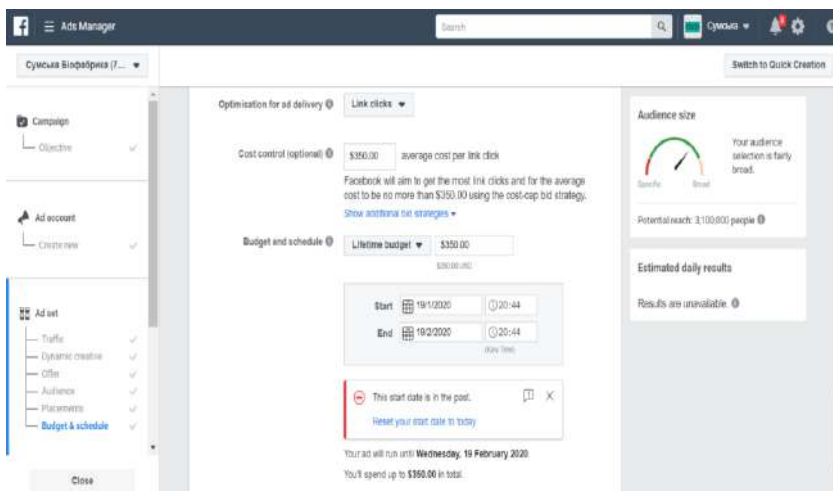 Ads Manager
Search
Сумська
Сумська Біофабрика (7...
Switch to Quick Creation
Campaign
Objective
Ad account
Create new
Ad set
Traffic
Dynamic creative
Offer
Audience
Placements
Budget & schedule
Close
Optimisation for ad delivery
Link clicks
Cost control (optional)
$350.00 average cost per link click
Facebook will aim to get the most link clicks and for the average
cost to be no more than $350.00 using the cost-cap bid strategy.
Show additional bid strategies
Budget and schedule
Lifetime budget
$350.00
Start 19/1/2020 20:44
End 19/2/2020 20:44
This start date is in the past.
Reset your start date to today
Your ad will run until Wednesday, 19 February 2020.
You'll spend up to $350.00 in total.
Audience size
Specific
Broad
Your audience
selection is fairly
broad.
Potential reach: 3,100,000 people
Estimated daily results
Results are unavailable.